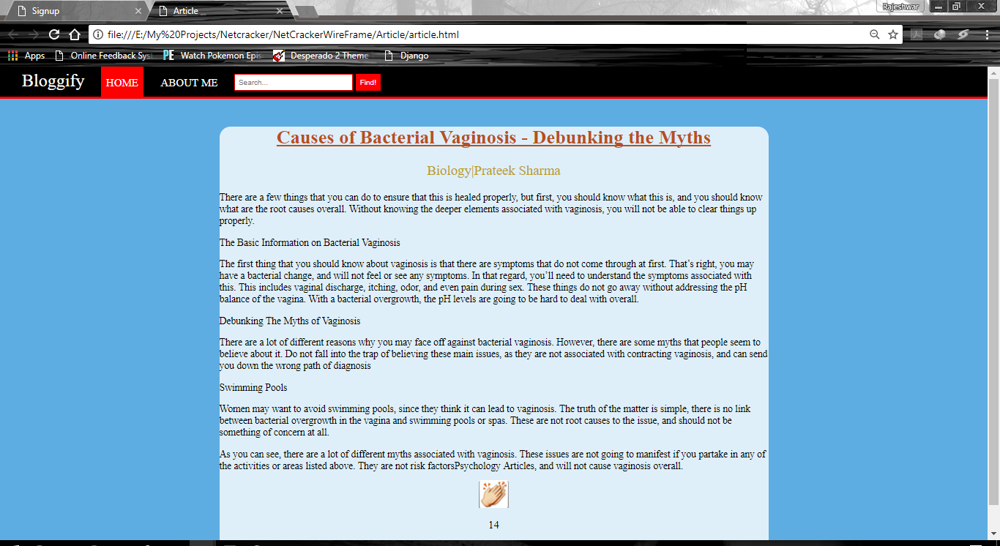 Signup
Article
Rajeshwar
file:///E:/My%20Projects/Netcracker/NetCrackerWireFrame/Article/article.html
Apps Online Feedback Sys Watch Pokemon Epis Desperado 2 Theme Django
Bloggify HOME ABOUT ME Search... Find!
Causes of Bacterial Vaginosis - Debunking the Myths
Biology|Prateek Sharma
There are a few things that you can do to ensure that this is healed properly, but first, you should know what this is, and you should know
what are the root causes overall. Without knowing the deeper elements associated with vaginosis, you will not be able to clear things up
properly.
The Basic Information on Bacterial Vaginosis
The first thing that you should know about vaginosis is that there are symptoms that do not come through at first. That’s right, you may
have a bacterial change, and will not feel or see any symptoms. In that regard, you’ll need to understand the symptoms associated with
this. This includes vaginal discharge, itching, odor, and even pain during sex. These things do not go away without addressing the pH
balance of the vagina. With a bacterial overgrowth, the pH levels are going to be hard to deal with overall.
Debunking The Myths of Vaginosis
There are a lot of different reasons why you may face off against bacterial vaginosis. However, there are some myths that people seem to
believe about it. Do not fall into the trap of believing these main issues, as they are not associated with contracting vaginosis, and can send
you down the wrong path of diagnosis
Swimming Pools
Women may want to avoid swimming pools, since they think it can lead to vaginosis. The truth of the matter is simple, there is no link
between bacterial overgrowth in the vagina and swimming pools or spas. These are not root causes to the issue, and should not be
something of concern at all.
As you can see, there are a lot of different myths associated with vaginosis. These issues are not going to manifest if you partake in any of
the activities or areas listed above. They are not risk factorsPsychology Articles, and will not cause vaginosis overall.
14